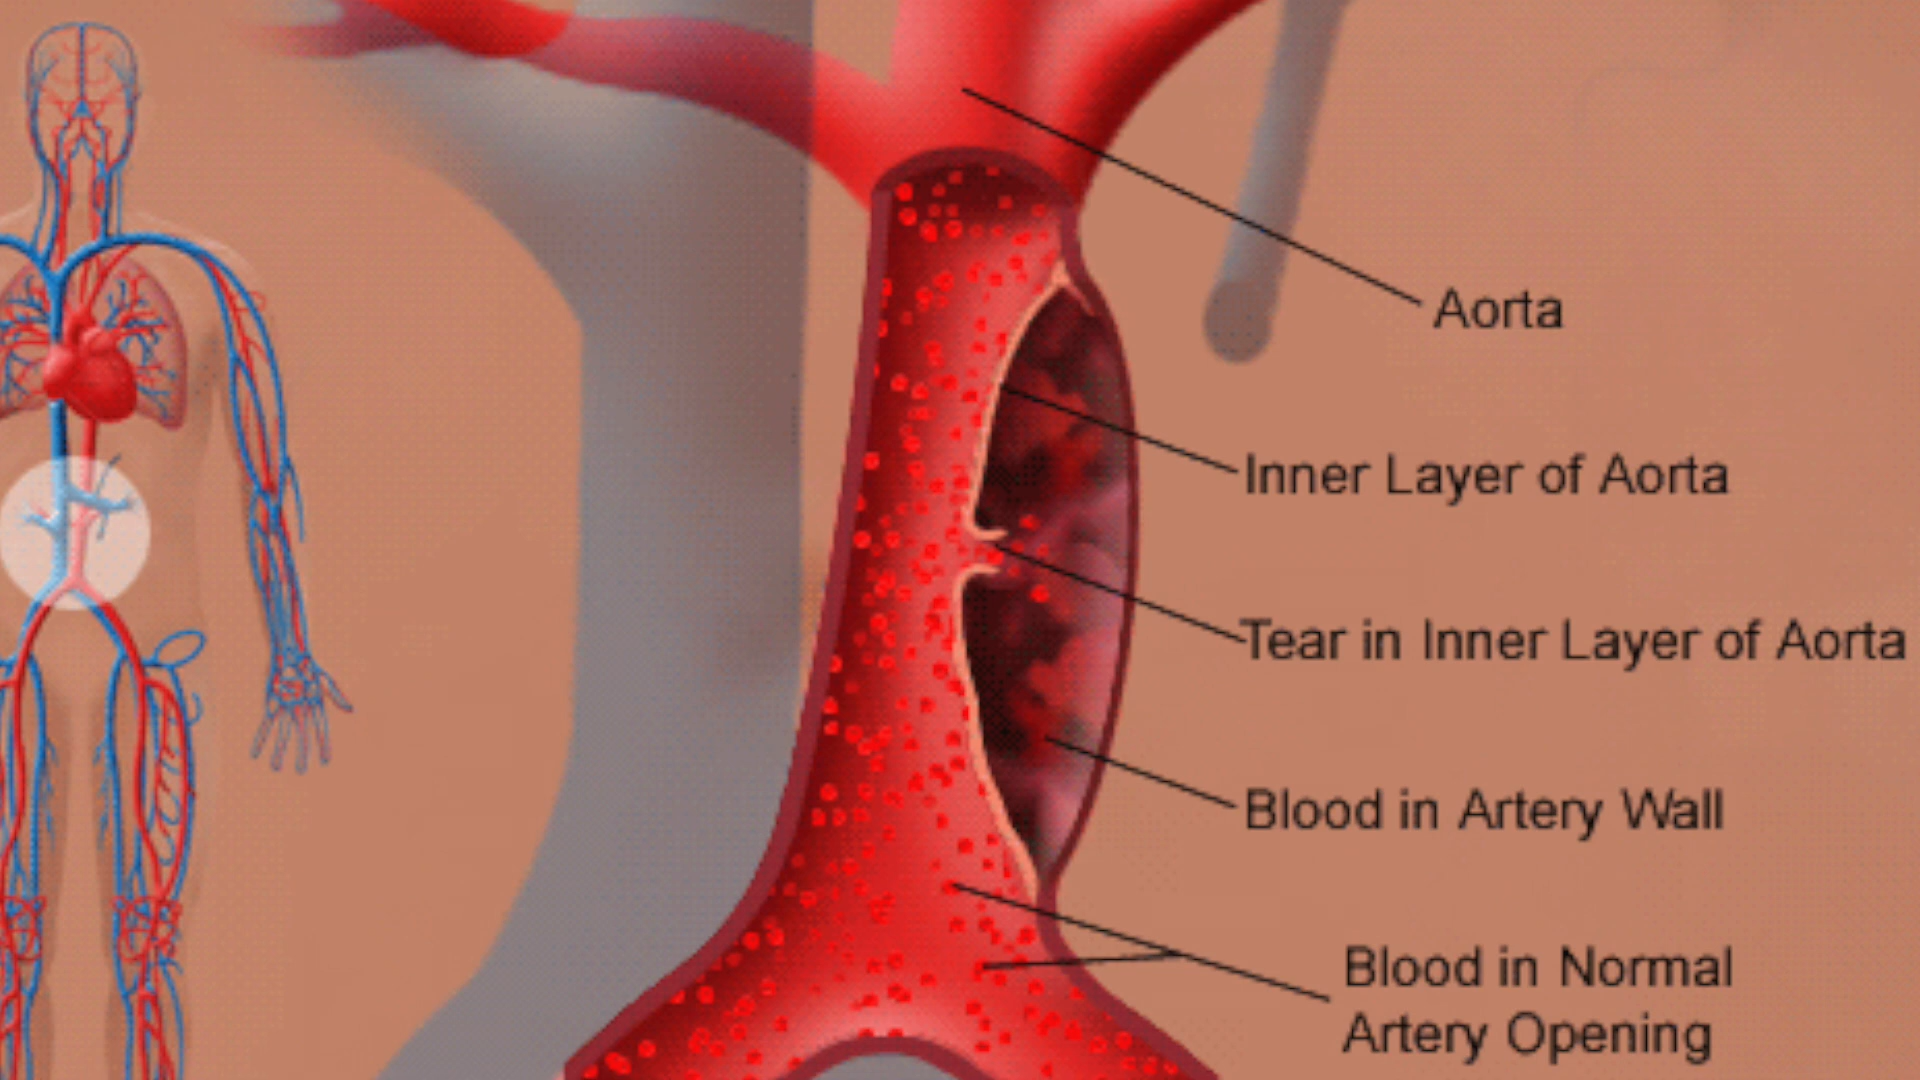 Aorta
Inner Layer of Aorta
Tear in Inner Layer of Aorta
Blood in Artery Wall
Blood in Normal
Artery Opening